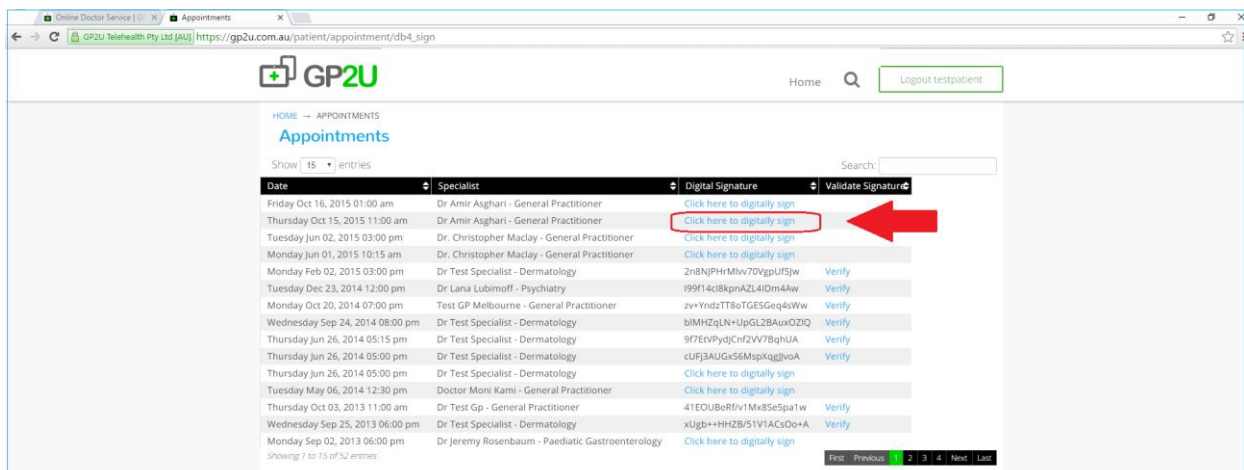 Online Doctor Service | Appointments
GP2U Telehealth Pty Ltd [AU] https://gp2u.com.au/patient/appointment/db4_sign
GP2U
Home Logout testpatient
HOME → APPOINTMENTS
Appointments
Show 15 entries Search:
Date Specialist Digital Signature Validate Signature
Friday Oct 16, 2015 01:00 am Dr Amir Asghari - General Practitioner Click here to digitally sign
Thursday Oct 15, 2015 11:00 am Dr Amir Asghari - General Practitioner Click here to digitally sign
Tuesday Jun 02, 2015 03:00 pm Dr. Christopher Maclay - General Practitioner Click here to digitally sign
Monday Jun 01, 2015 10:15 am Dr. Christopher Maclay - General Practitioner Click here to digitally sign
Monday Feb 02, 2015 03:00 pm Dr Test Specialist - Dermatology 2n8NJPHrMlvv70VgpUf5Jw Verify
Tuesday Dec 23, 2014 12:00 pm Dr Lana Lubimoff - Psychiatry I99f14cI8kpnAZL4IDm4Aw Verify
Monday Oct 20, 2014 07:00 pm Test GP Melbourne - General Practitioner zv+YndzTT8oTGESGeq4sWw Verify
Wednesday Sep 24, 2014 08:00 pm Dr Test Specialist - Dermatology blMHZqLN+UpGL2BAuxOZIQ Verify
Thursday Jun 26, 2014 05:15 pm Dr Test Specialist - Dermatology 9f7EtVPydJCnf2VV7BqhUA Verify
Thursday Jun 26, 2014 05:00 pm Dr Test Specialist - Dermatology cUFj3AUGxS6MspXqgJJvoA Verify
Thursday Jun 26, 2014 05:00 pm Dr Test Specialist - Dermatology Click here to digitally sign
Tuesday May 06, 2014 12:30 pm Doctor Moni Kami - General Practitioner Click here to digitally sign
Thursday Oct 03, 2013 11:00 am Dr Test Gp - General Practitioner 41EOUBeRf/v1Mx8Se5pa1w Verify
Wednesday Sep 25, 2013 06:00 pm Dr Test Specialist - Dermatology xUgb++HHZB/51V1ACsOo+A Verify
Monday Sep 02, 2013 06:00 pm Dr Jeremy Rosenbaum - Paediatic Gastroenterology Click here to digitally sign
Showing 1 to 15 of 52 entries First Previous 1 2 3 4 Next Last